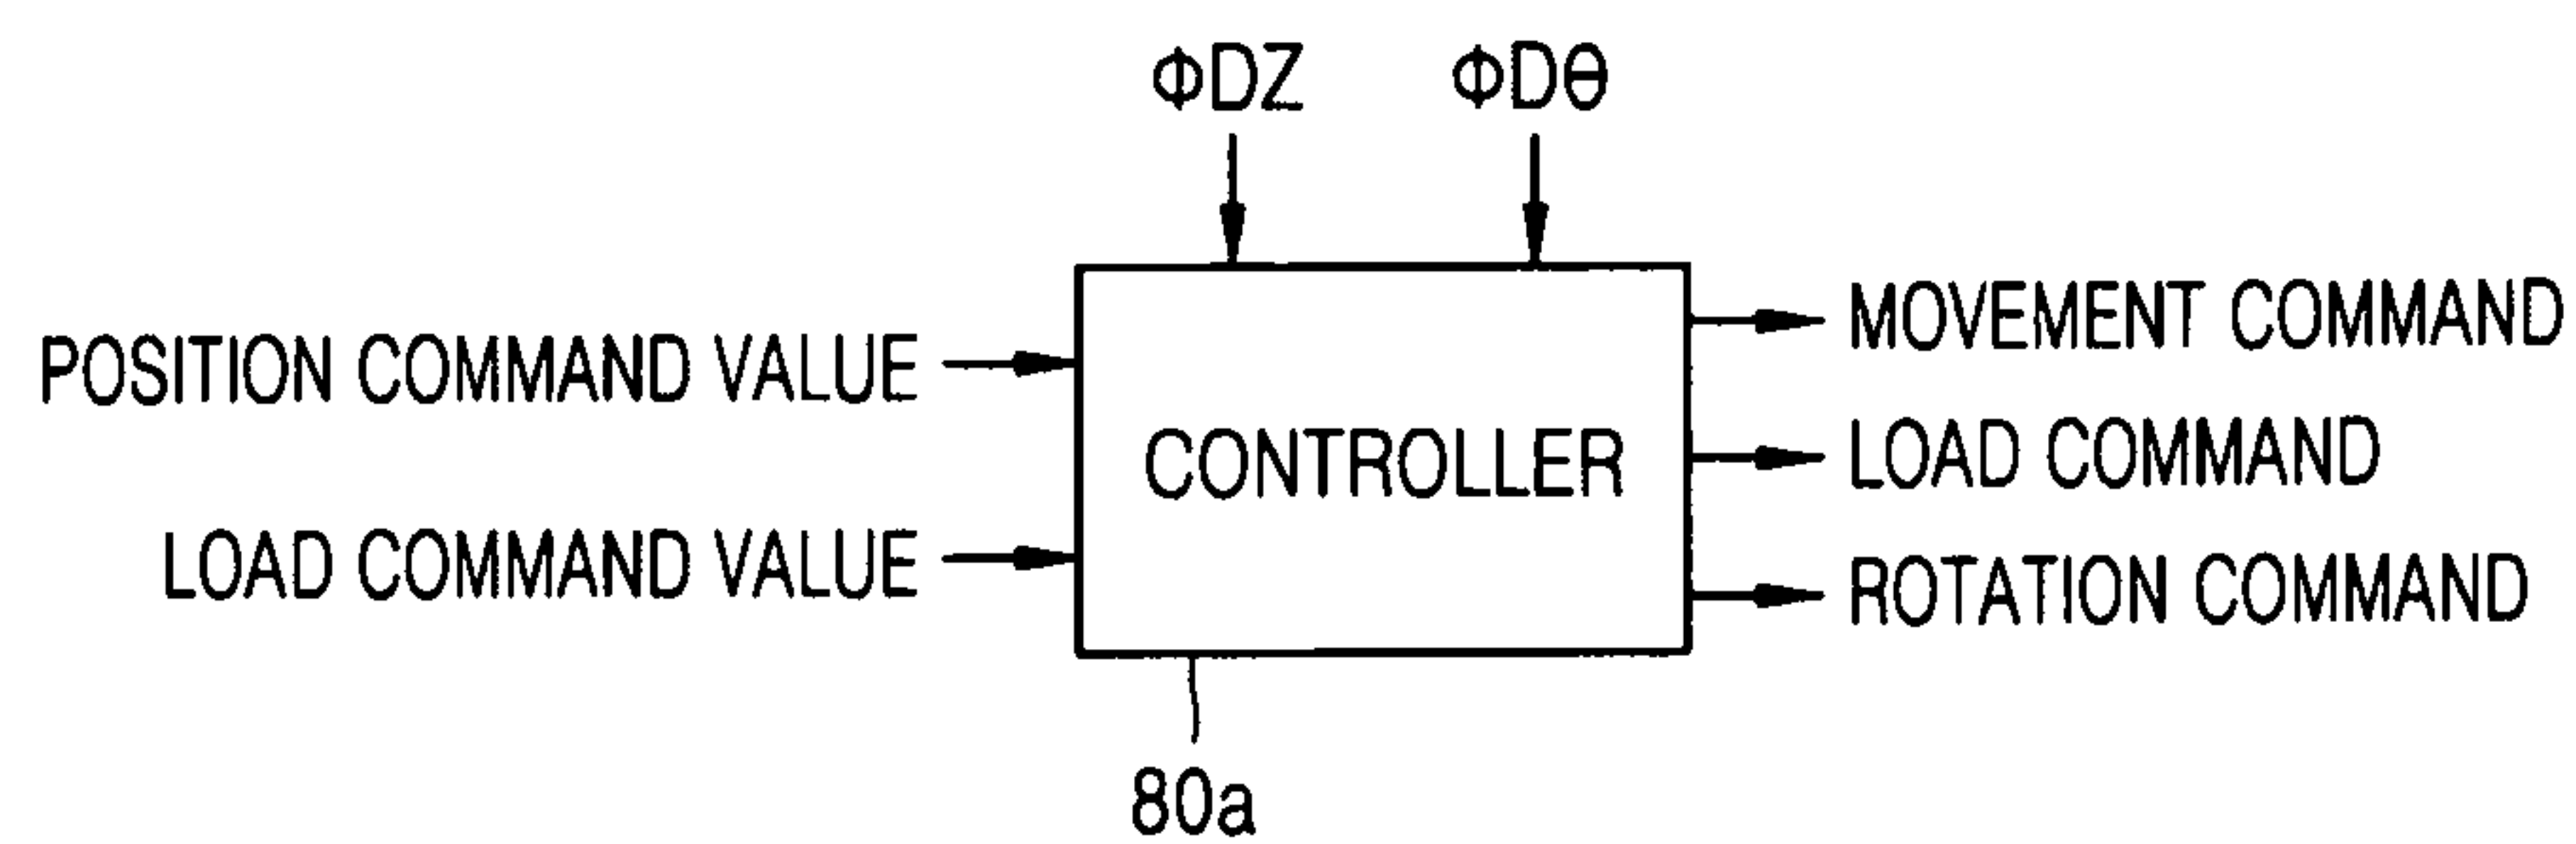 ΦDZ
ΦDθ
POSITION COMMAND VALUE
LOAD COMMAND VALUE
CONTROLLER
MOVEMENT COMMAND
LOAD COMMAND
ROTATION COMMAND
80a